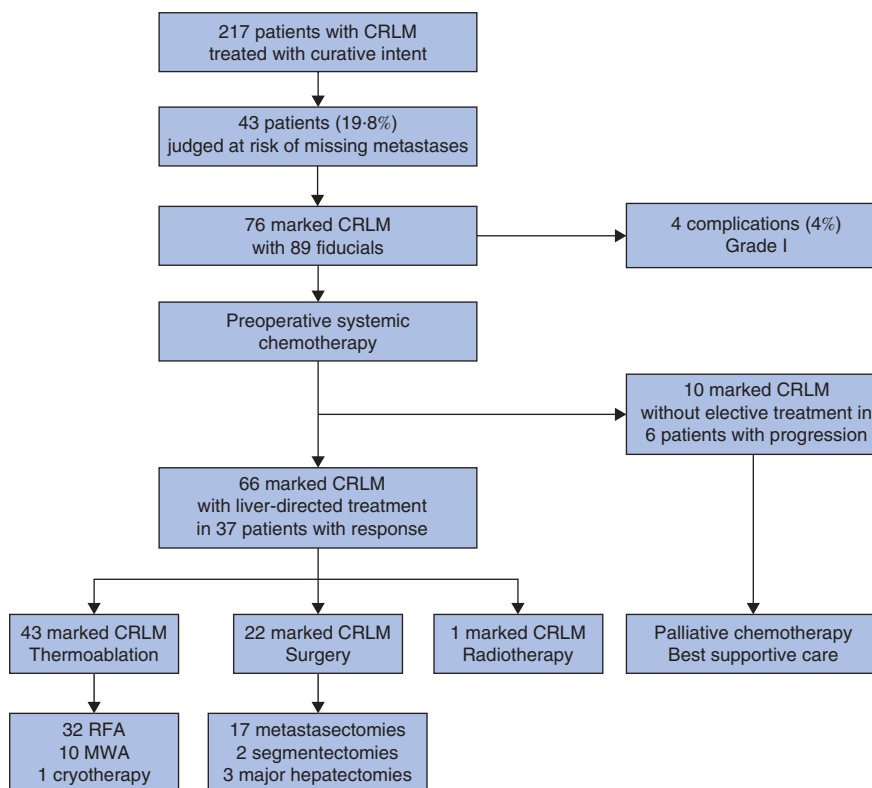 217 patients with CRLM
treated with curative intent
43 patients (19·8%)
judged at risk of missing metastases
76 marked CRLM
with 89 fiducials
4 complications (4%)
Grade I
Preoperative systemic
chemotherapy
10 marked CRLM
without elective treatment in
6 patients with progression
66 marked CRLM
with liver-directed treatment
in 37 patients with response
43 marked CRLM
Thermoablation
22 marked CRLM
Surgery
1 marked CRLM
Radiotherapy
Palliative chemotherapy
Best supportive care
32 RFA
10 MWA
1 cryotherapy
17 metastasectomies
2 segmentectomies
3 major hepatectomies